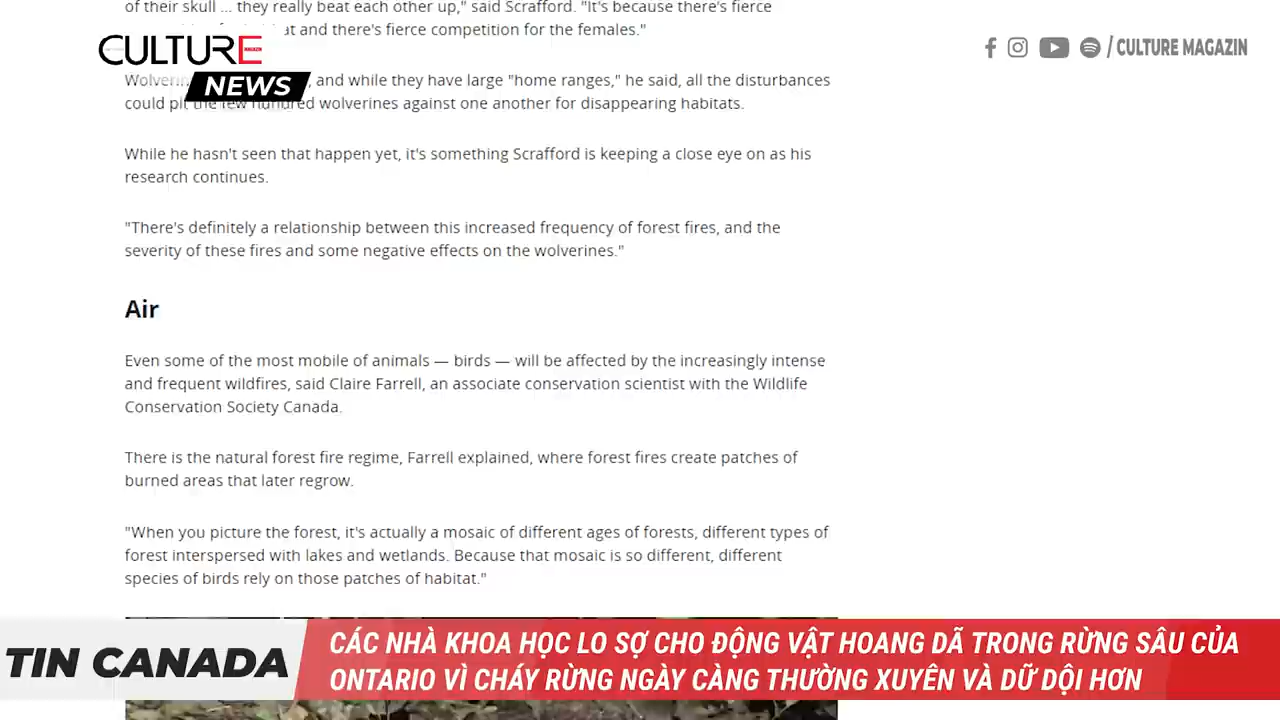 of their skull ... they really beat each other up," said Scrafford. "It's because there's fierce
at and there's fierce competition for the females."
CULTURE
NEWS
/ CULTURE MAGAZIN
, and while they have large "home ranges," he said, all the disturbances
could pit the few hundred wolverines against one another for disappearing habitats.
While he hasn't seen that happen yet, it's something Scrafford is keeping a close eye on as his
research continues.
"There's definitely a relationship between this increased frequency of forest fires, and the
severity of these fires and some negative effects on the wolverines."
Air
Even some of the most mobile of animals — birds — will be affected by the increasingly intense
and frequent wildfires, said Claire Farrell, an associate conservation scientist with the Wildlife
Conservation Society Canada.
There is the natural forest fire regime, Farrell explained, where forest fires create patches of
burned areas that later regrow.
"When you picture the forest, it's actually a mosaic of different ages of forests, different types of
forest interspersed with lakes and wetlands. Because that mosaic is so different, different
species of birds rely on those patches of habitat."
TIN CANADA
CÁC NHÀ KHOA HỌC LO SỢ CHO ĐỘNG VẬT HOANG DÃ TRONG RỪNG SÂU CỦA
ONTARIO VÌ CHÁY RỪNG NGÀY CÀNG THƯỜNG XUYÊN VÀ DỮ DỘI HƠN